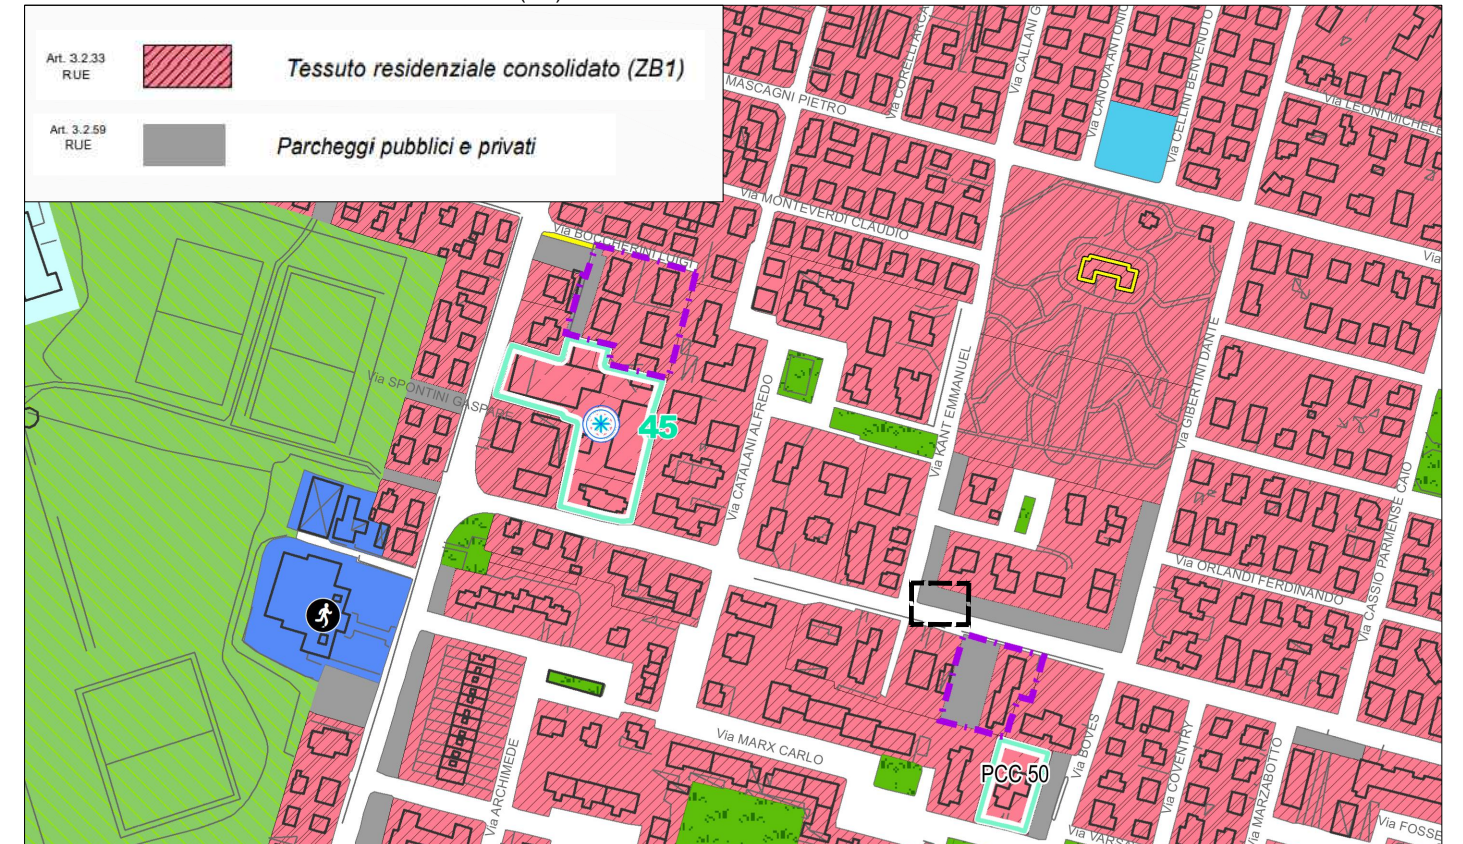 Art. 3.2.33
RUE
Tessuto residenziale consolidato (ZB1)
Art. 3.2.59
RUE
Parcheggi pubblici e privati
MASCAGNI PIETRO
Via CORELLI ARCA
Via CALLANI G
Via CANOVA ANTONIO
Via CELLINI BENVENUTO
Via LEONI MICHELE
Via MONTEVERDI CLAUDIO
Via BOCCHERINI LUIGI
Via
Via SPONTINI GASPARE
45
Via CATALANI ALFREDO
Via KANT EMMANUEL
Via GIBERTINI DANTE
Via CASSIO PARMENSE CAIO
Via ORLANDI FERDINANDO
Via MARX CARLO
Via ARCHIMEDE
PCC 50
Via BOVES
Via COVENTRY
Via MARZABOTTO
Via VARSA
Via FOSSE